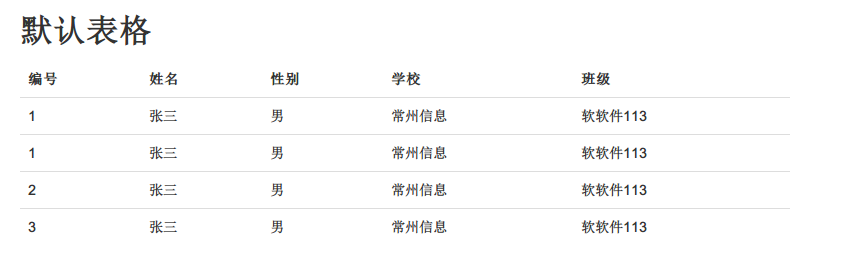 默认表格
编号 姓名 性别 学校 班级
1 张三 男 常州信息 软软件113
1 张三 男 常州信息 软软件113
2 张三 男 常州信息 软软件113
3 张三 男 常州信息 软软件113